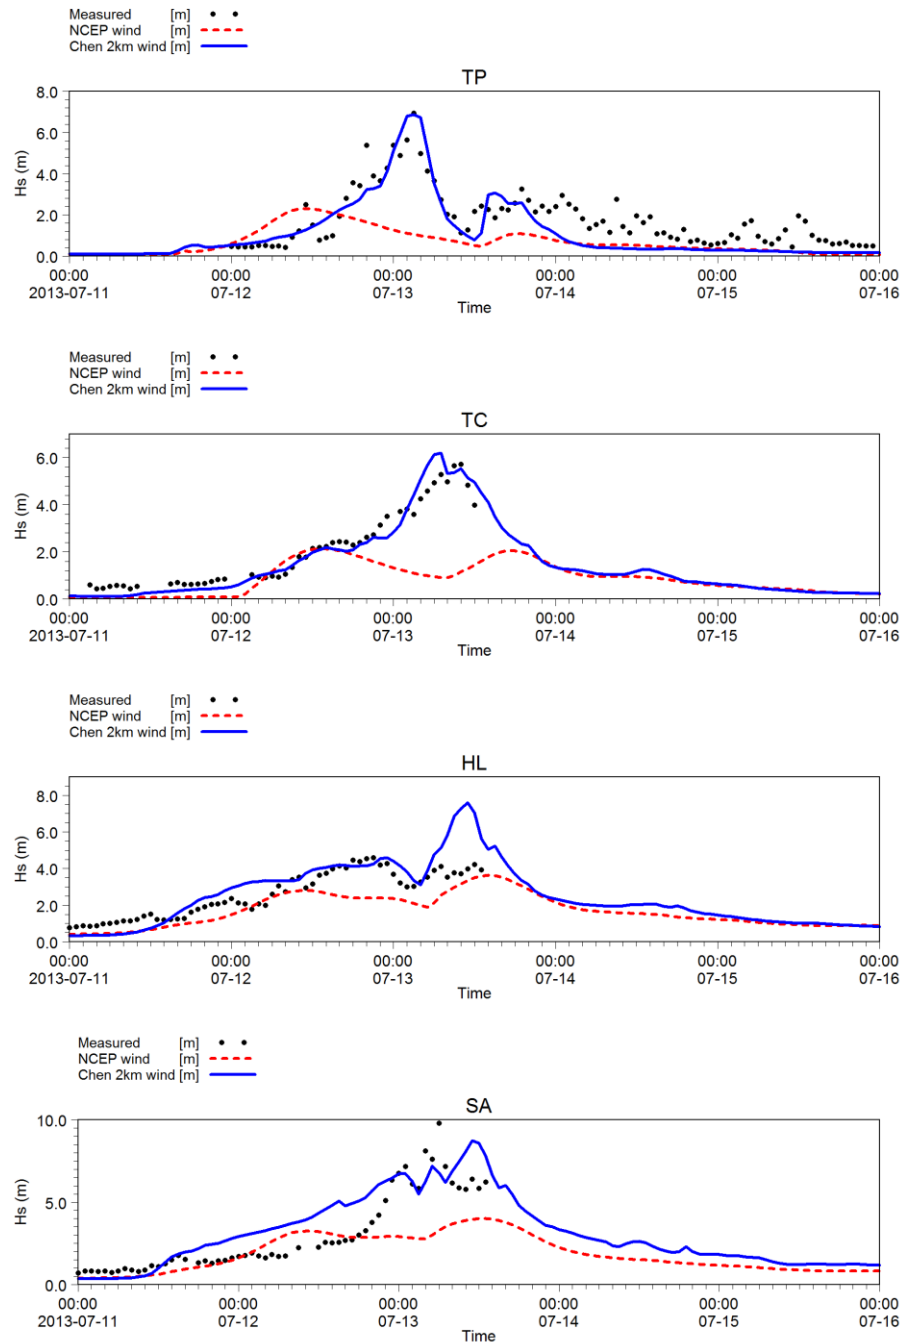 Measured [m]
NCEP wind [m]
Chen 2km wind [m]
TP
8.0
6.0
4.0
2.0
0.0
Hs (m)
00:00 00:00 00:00 00:00 00:00 00:00
2013-07-11 07-12 07-13 07-14 07-15 07-16
Time
Measured [m]
NCEP wind [m]
Chen 2km wind [m]
TC
6.0
4.0
2.0
0.0
Hs (m)
00:00 00:00 00:00 00:00 00:00 00:00
2013-07-11 07-12 07-13 07-14 07-15 07-16
Time
Measured [m]
NCEP wind [m]
Chen 2km wind [m]
HL
8.0
6.0
4.0
2.0
0.0
Hs (m)
00:00 00:00 00:00 00:00 00:00 00:00
2013-07-11 07-12 07-13 07-14 07-15 07-16
Time
Measured [m]
NCEP wind [m]
Chen 2km wind [m]
SA
10.0
5.0
0.0
Hs (m)
00:00 00:00 00:00 00:00 00:00 00:00
2013-07-11 07-12 07-13 07-14 07-15 07-16
Time